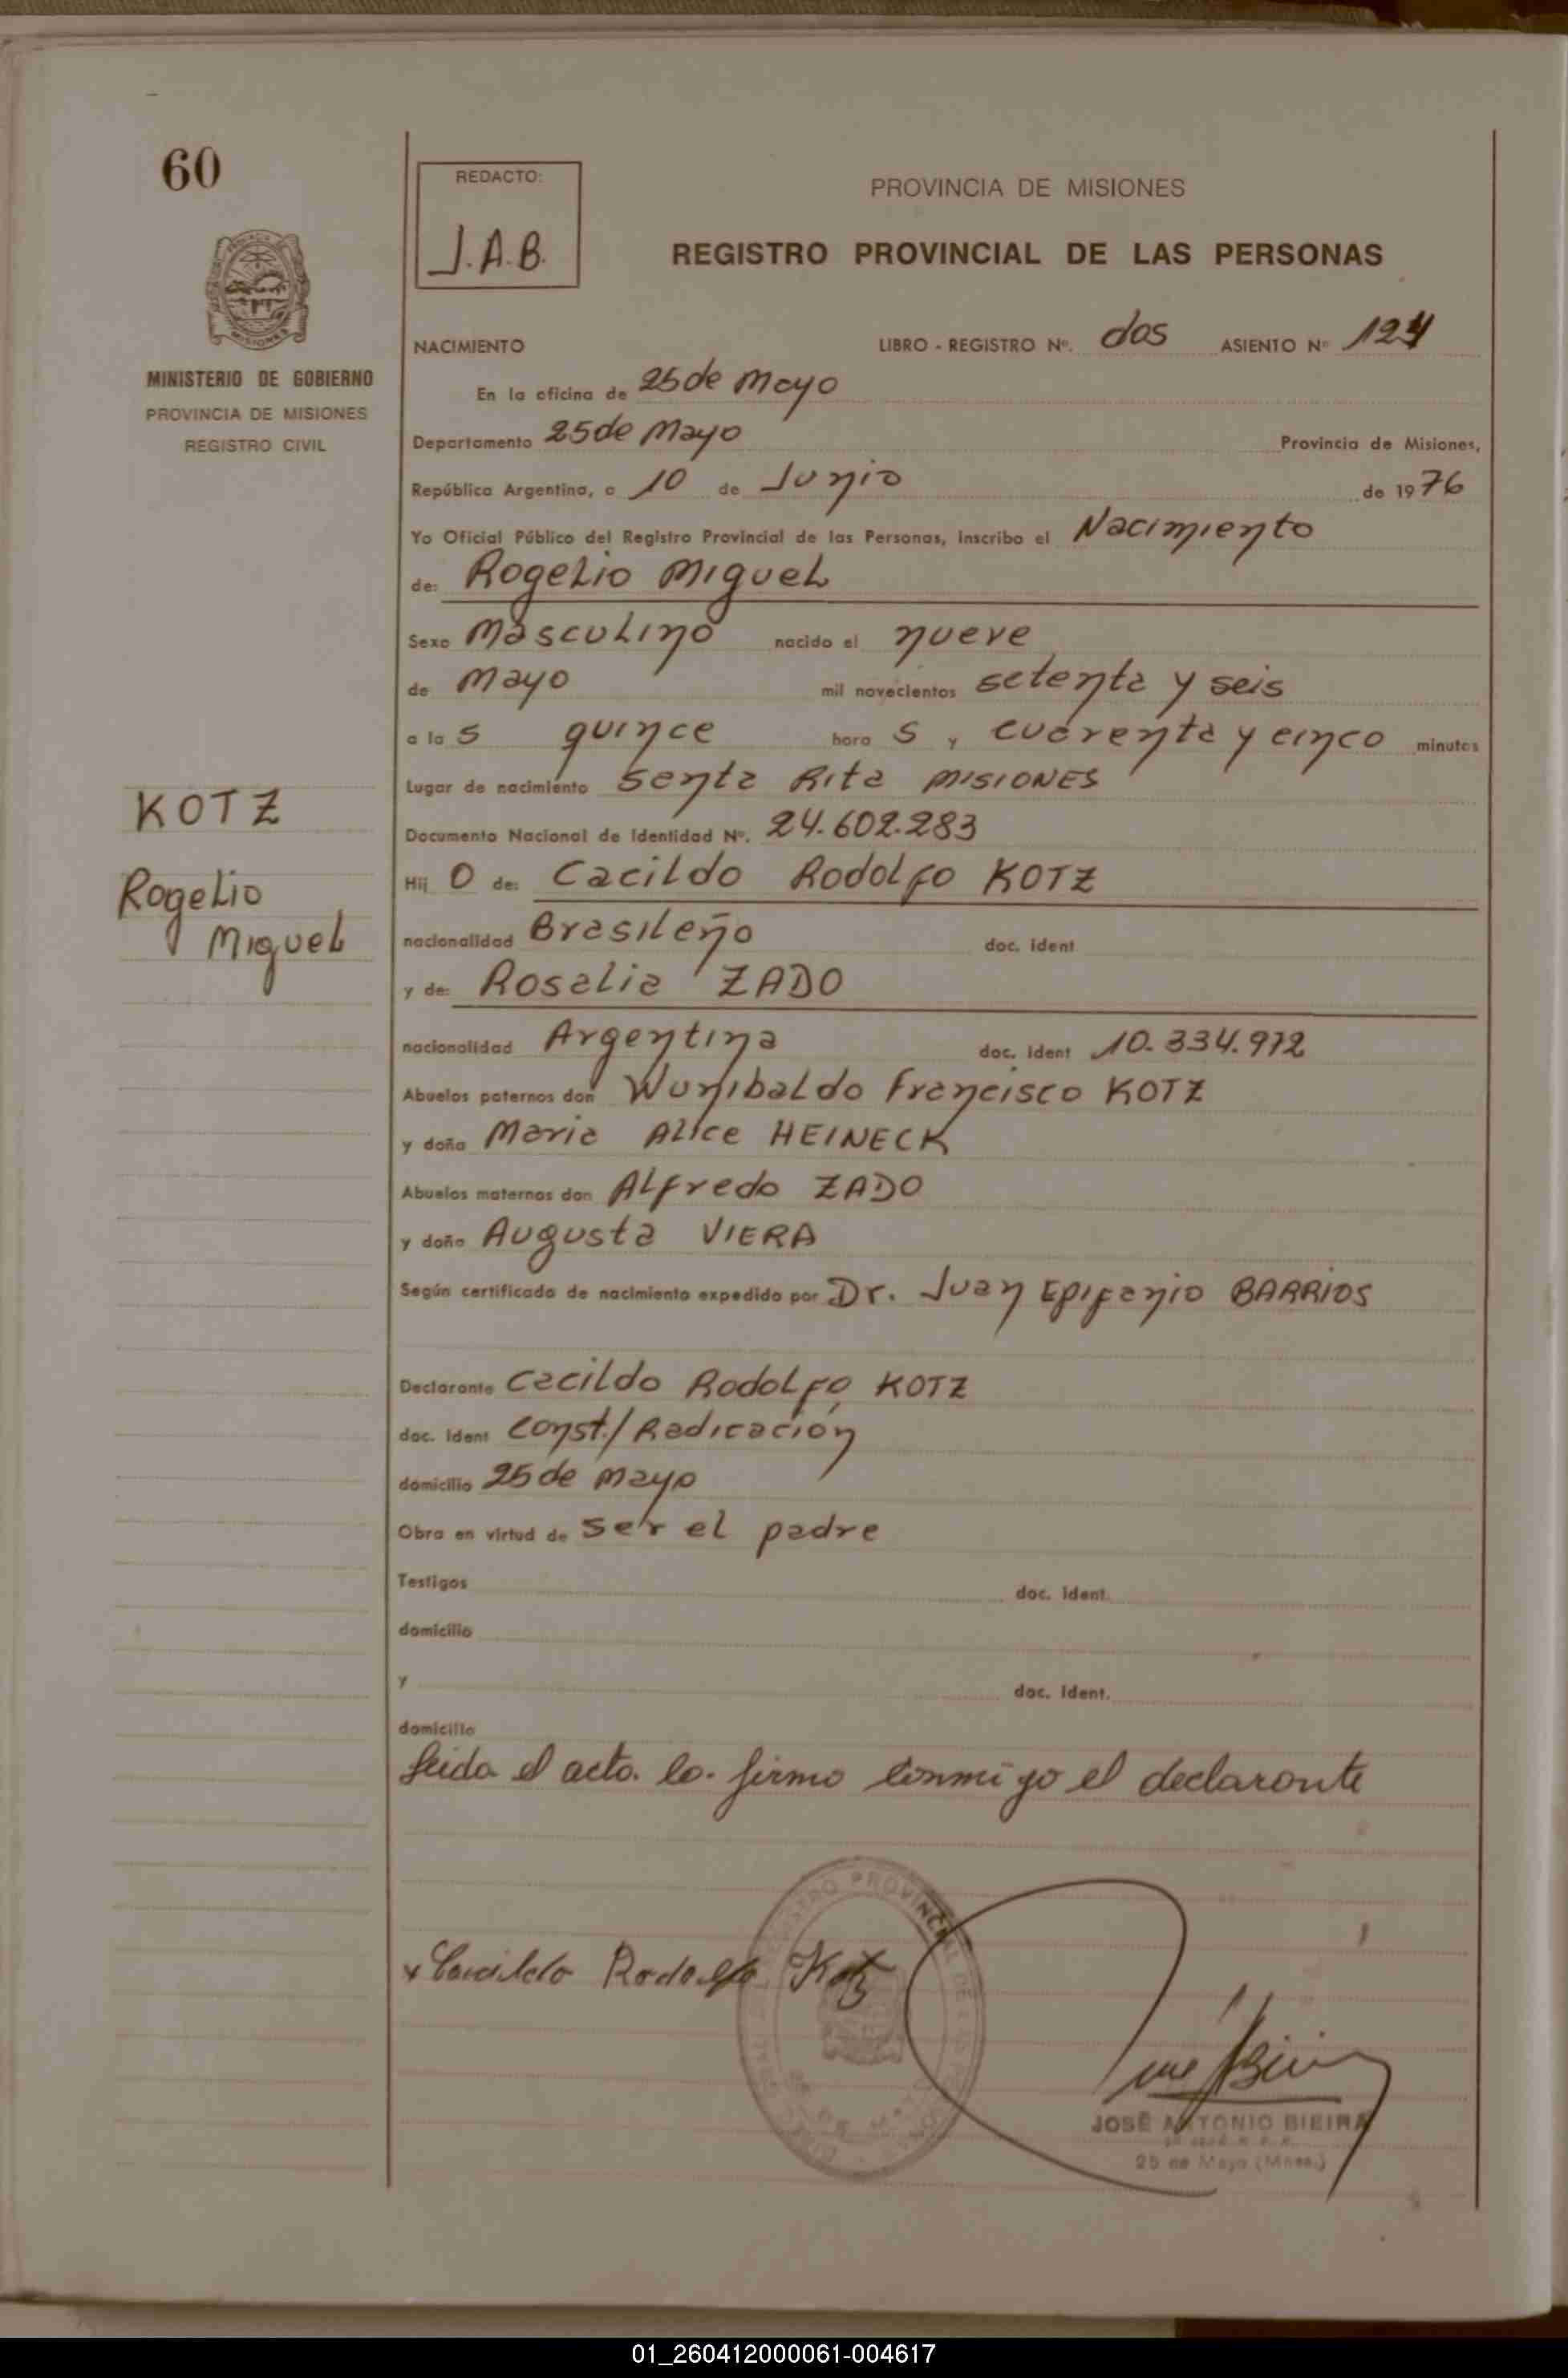 60
REDACTO:
J.A.B.
PROVINCIA DE MISIONES
REGISTRO PROVINCIAL DE LAS PERSONAS
MINISTERIO DE GOBIERNO
PROVINCIA DE MISIONES
REGISTRO CIVIL
NACIMIENTO LIBRO - REGISTRO Nº. dos ASIENTO Nº 124
En la oficina de 25 de Mayo
Departamento 25 de Mayo Provincia de Misiones,
República Argentina, a 10 de Junio de 1976
Yo Oficial Público del Registro Provincial de las Personas, inscribo el Nacimiento
de: Rogelio Miguel
Sexo Masculino nacido el nueve
de Mayo mil novecientos setenta y seis
a las quince hora s y cuarenta y cinco minutos
Lugar de nacimiento Santa Rita MISIONES
Documento Nacional de Identidad Nº. 24.602.283
KOTZ
Rogelio
Miguel
Hij o de: Cacildo Rodolfo KOTZ
nacionalidad Brasileño doc. ident
y de: Rosalia ZADO
nacionalidad Argentina doc. ident 10.334.972
Abuelos paternos don Wunibaldo Francisco KOTZ
y doña Maria Alice HEINECK
Abuelos maternos don Alfredo ZADO
y doña Augusta VIERA
Según certificado de nacimiento expedido por Dr. Juan Epifanio BARRIOS
Declarante Cacildo Rodolfo KOTZ
doc. ident Const./Radicación
domicilio 25 de mayo
Obra en virtud de ser el padre
Testigos doc. ident.
domicilio
y doc. ident.
domicilio
Leida el acta. la. firma conmigo el declarante
x Cacildo Rodolfo Kotz
JOSÉ ANTONIO BIEIRA
25 de Mayo (Mnes.)
01_260412000061-004617